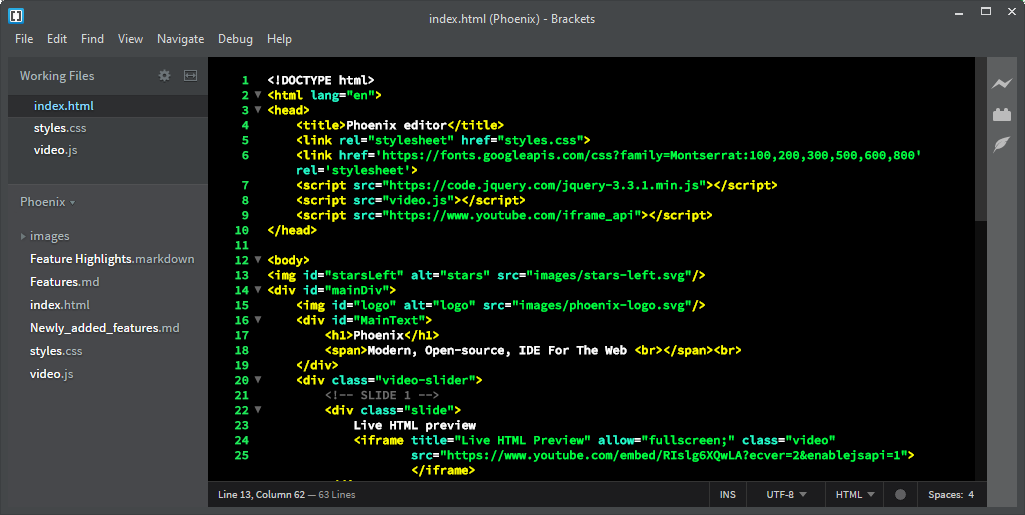 index.html (Phoenix) - Brackets
File Edit Find View Navigate Debug Help
Working Files
index.html
styles.css
video.js
Phoenix
images
Feature Highlights.markdown
Features.md
index.html
Newly_added_features.md
styles.css
video.js
1 <!DOCTYPE html>
2 <html lang="en">
3 <head>
4 <title>Phoenix editor</title>
5 <link rel="stylesheet" href="styles.css">
6 <link href='https://fonts.googleapis.com/css?family=Montserrat:100,200,300,500,600,800'
rel='stylesheet'>
7 <script src="https://code.jquery.com/jquery-3.3.1.min.js"></script>
8 <script src="video.js"></script>
9 <script src="https://www.youtube.com/iframe_api"></script>
10 </head>
11
12 <body>
13 <img id="starsLeft" alt="stars" src="images/stars-left.svg"/>
14 <div id="mainDiv">
15 <img id="logo" alt="logo" src="images/phoenix-logo.svg"/>
16 <div id="MainText">
17 <h1>Phoenix</h1>
18 <span>Modern, Open-source, IDE For The Web <br></span><br>
19 </div>
20 <div class="video-slider">
21 <!-- SLIDE 1 -->
22 <div class="slide">
23 Live HTML preview
24 <iframe title="Live HTML Preview" allow="fullscreen;" class="video"
25 src="https://www.youtube.com/embed/RIslg6XQwLA?ecver=2&enablejsapi=1">
</iframe>
Line 13, Column 62 — 63 Lines
INS UTF-8 HTML Spaces: 4